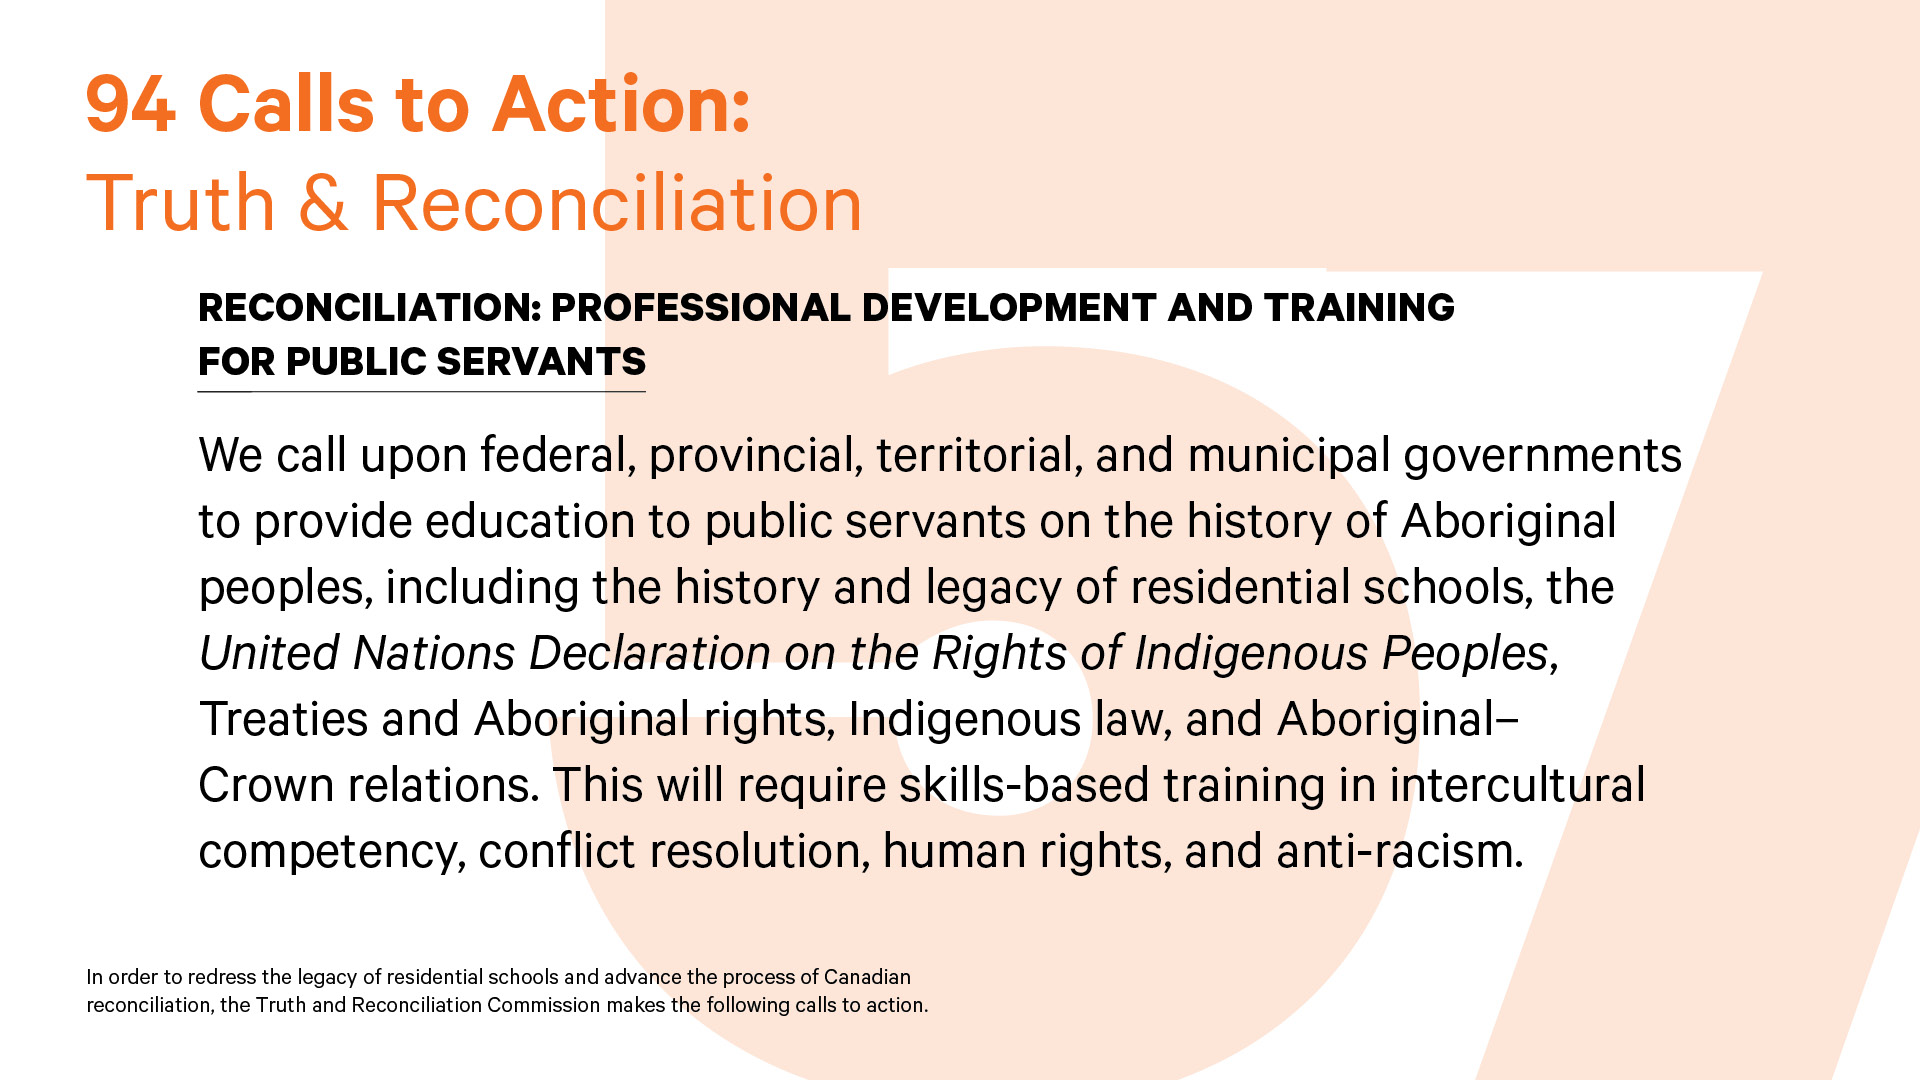 94 Calls to Action:
Truth & Reconciliation
57
RECONCILIATION: PROFESSIONAL DEVELOPMENT AND TRAINING
FOR PUBLIC SERVANTS
We call upon federal, provincial, territorial, and municipal governments
to provide education to public servants on the history of Aboriginal
peoples, including the history and legacy of residential schools, the
United Nations Declaration on the Rights of Indigenous Peoples,
Treaties and Aboriginal rights, Indigenous law, and Aboriginal–
Crown relations. This will require skills-based training in intercultural
competency, conflict resolution, human rights, and anti-racism.
In order to redress the legacy of residential schools and advance the process of Canadian
reconciliation, the Truth and Reconciliation Commission makes the following calls to action.